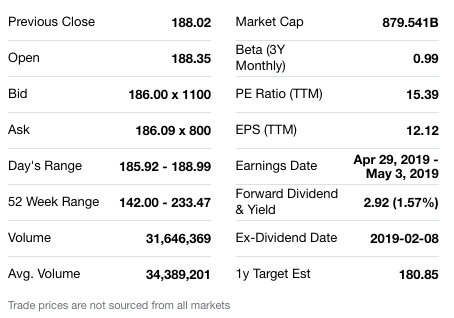 Previous Close 188.02
Open 188.35
Bid 186.00 x 1100
Ask 186.09 x 800
Day's Range 185.92 - 188.99
52 Week Range 142.00 - 233.47
Volume 31,646,369
Avg. Volume 34,389,201
Market Cap 879.541B
Beta (3Y
Monthly) 0.99
PE Ratio (TTM) 15.39
EPS (TTM) 12.12
Earnings Date Apr 29, 2019 -
May 3, 2019
Forward Dividend
& Yield 2.92 (1.57%)
Ex-Dividend Date 2019-02-08
1y Target Est 180.85
Trade prices are not sourced from all markets